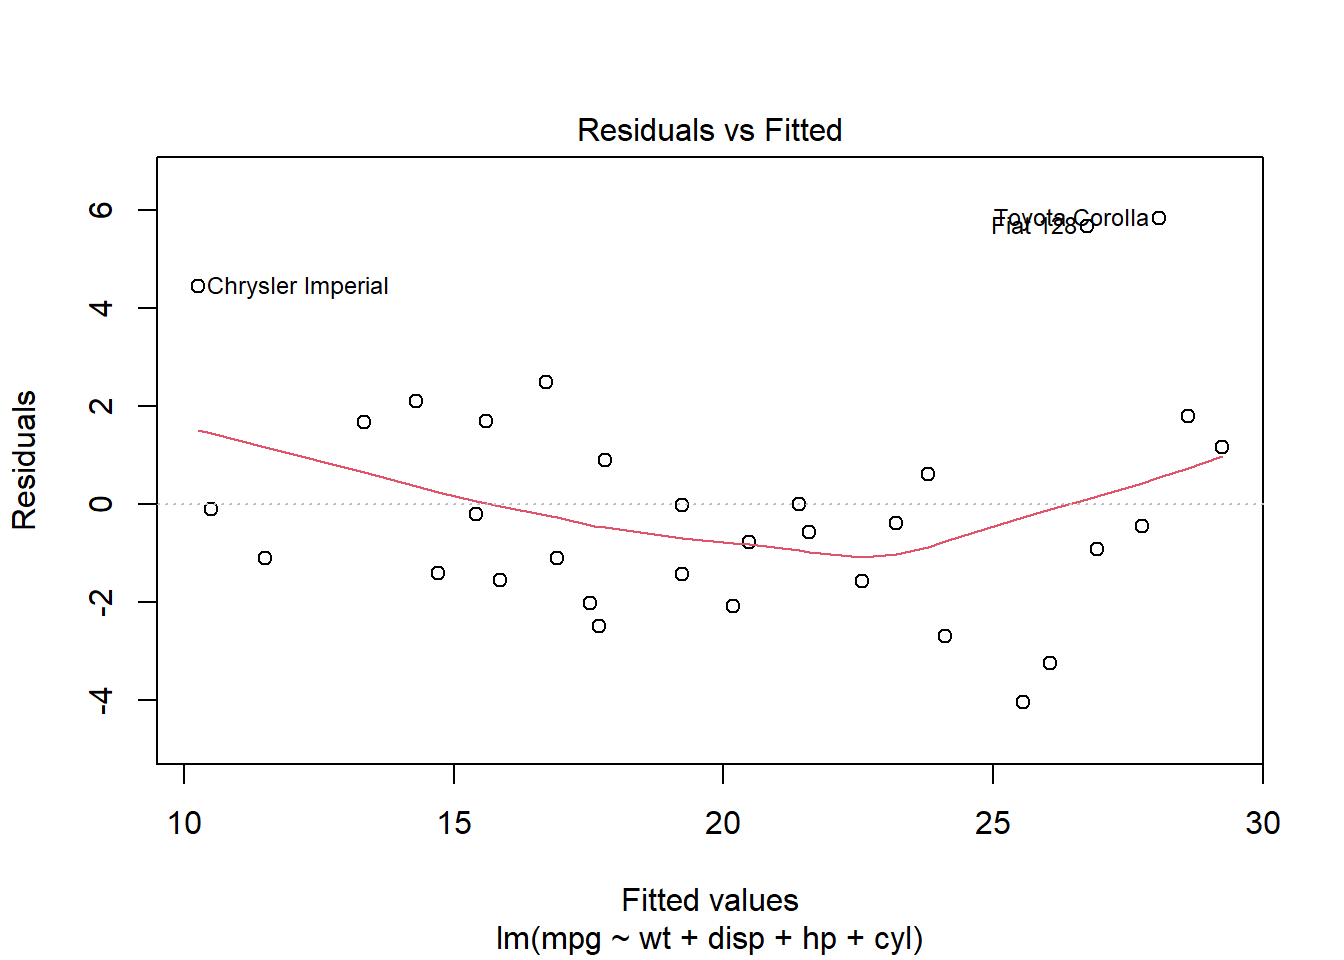 Residuals vs Fitted
Residuals
6
4
2
0
-2
-4
Toyota Corolla
Fiat 128
Chrysler Imperial
10 15 20 25 30
Fitted values
lm(mpg ~ wt + disp + hp + cyl)